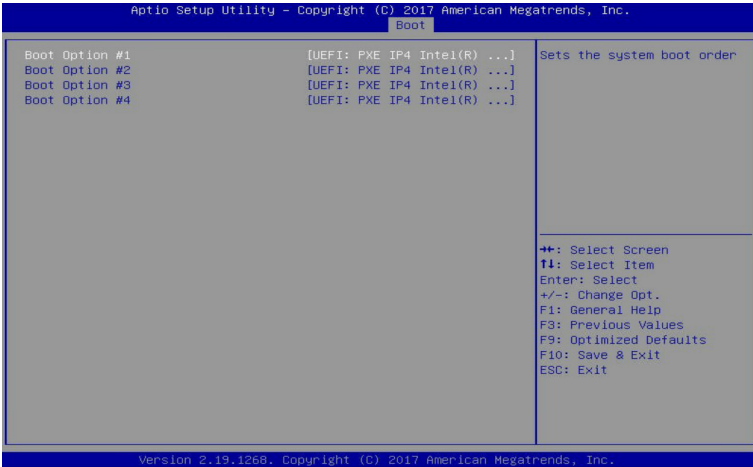 Aptio Setup Utility – Copyright (C) 2017 American Megatrends, Inc.
Boot
Boot Option #1 [UEFI: PXE IP4 Intel(R) ...]
Boot Option #2 [UEFI: PXE IP4 Intel(R) ...]
Boot Option #3 [UEFI: PXE IP4 Intel(R) ...]
Boot Option #4 [UEFI: PXE IP4 Intel(R) ...]
Sets the system boot order
→←: Select Screen
↑↓: Select Item
Enter: Select
+/-: Change Opt.
F1: General Help
F3: Previous Values
F9: Optimized Defaults
F10: Save & Exit
ESC: Exit
Version 2.19.1268. Copyright (C) 2017 American Megatrends, Inc.